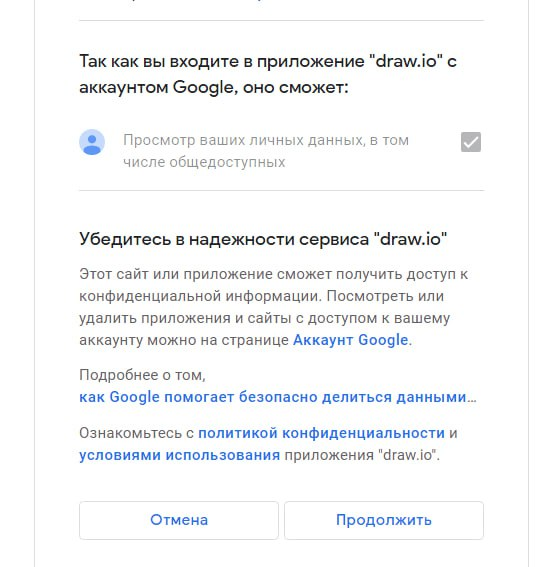 Так как вы входите в приложение "draw.io" с
аккаунтом Google, оно сможет:
Просмотр ваших личных данных, в том
числе общедоступных
Убедитесь в надежности сервиса "draw.io"
Этот сайт или приложение сможет получить доступ к
конфиденциальной информации. Посмотреть или
удалить приложения и сайты с доступом к вашему
аккаунту можно на странице Аккаунт Google.
Подробнее о том,
как Google помогает безопасно делиться данными…
Ознакомьтесь с политикой конфиденциальности и
условиями использования приложения "draw.io".
Отмена
Продолжить